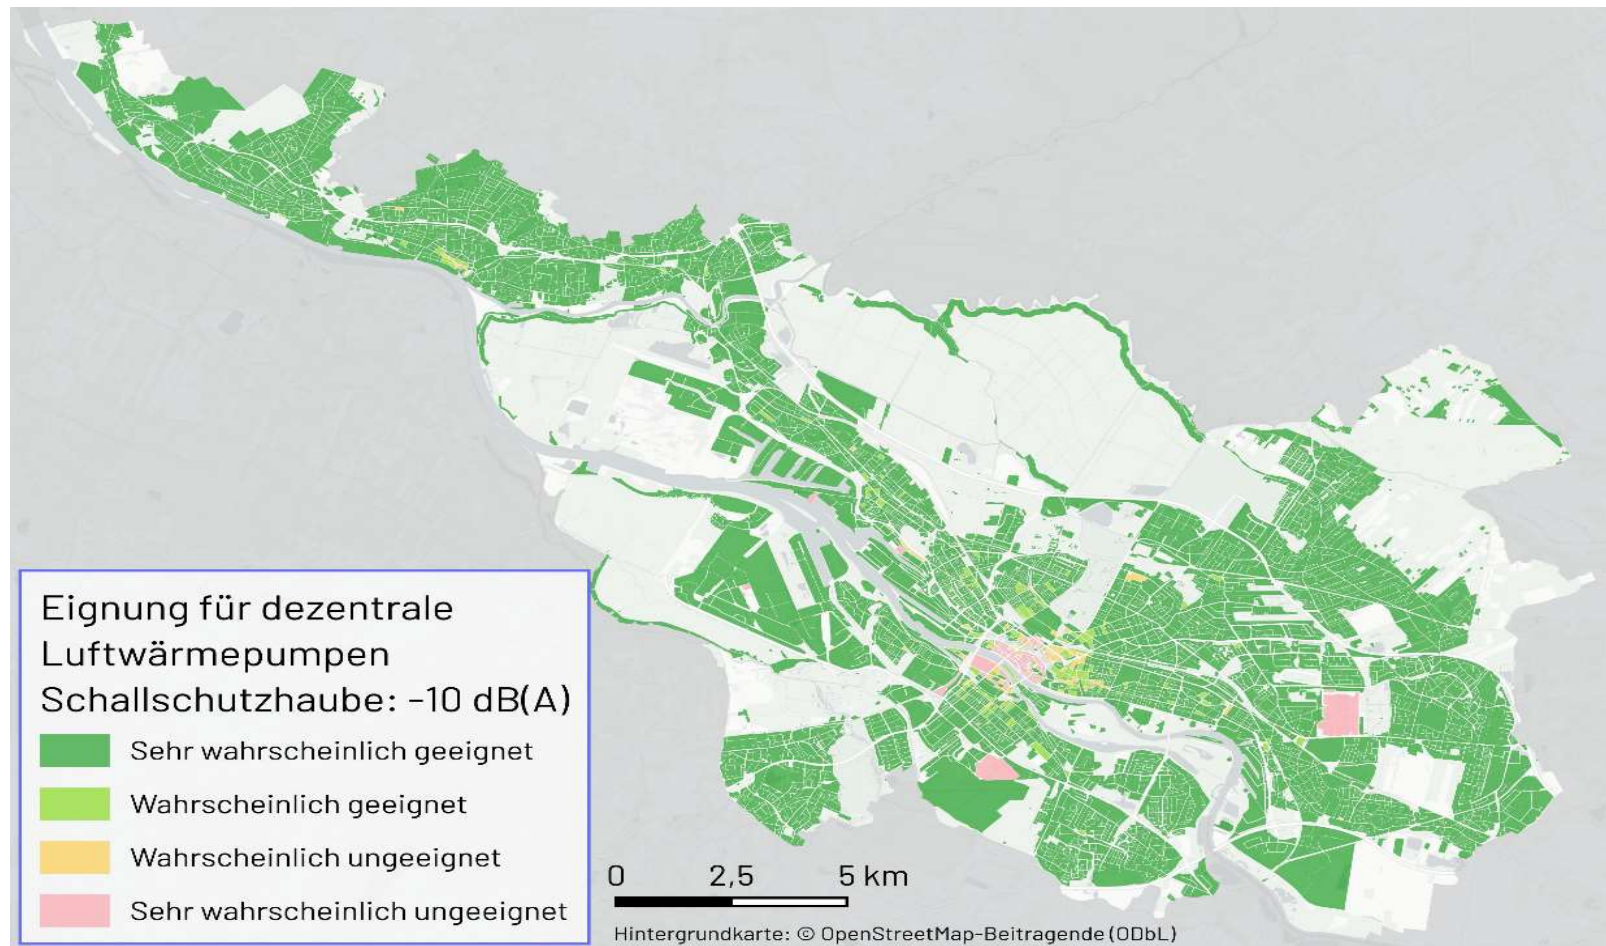 Eignung für dezentrale
Luftwärmepumpen
Schallschutzhaube: -10 dB(A)
Sehr wahrscheinlich geeignet
Wahrscheinlich geeignet
Wahrscheinlich ungeeignet
Sehr wahrscheinlich ungeeignet
0 2,5 5 km
Hintergrundkarte: © OpenStreetMap-Beitragende (ODbL)